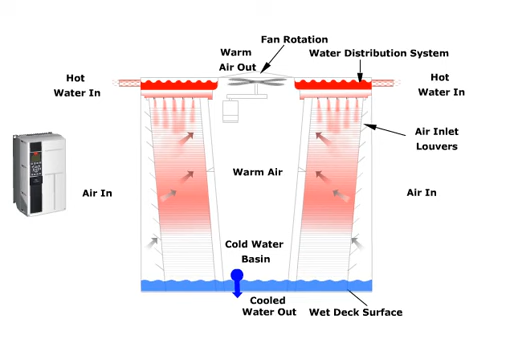 Fan Rotation
Warm
Air Out
Water Distribution System
Hot
Water In
Hot
Water In
Air Inlet
Louvers
Air In
Warm Air
Air In
Cold Water
Basin
Cooled
Water Out
Wet Deck Surface